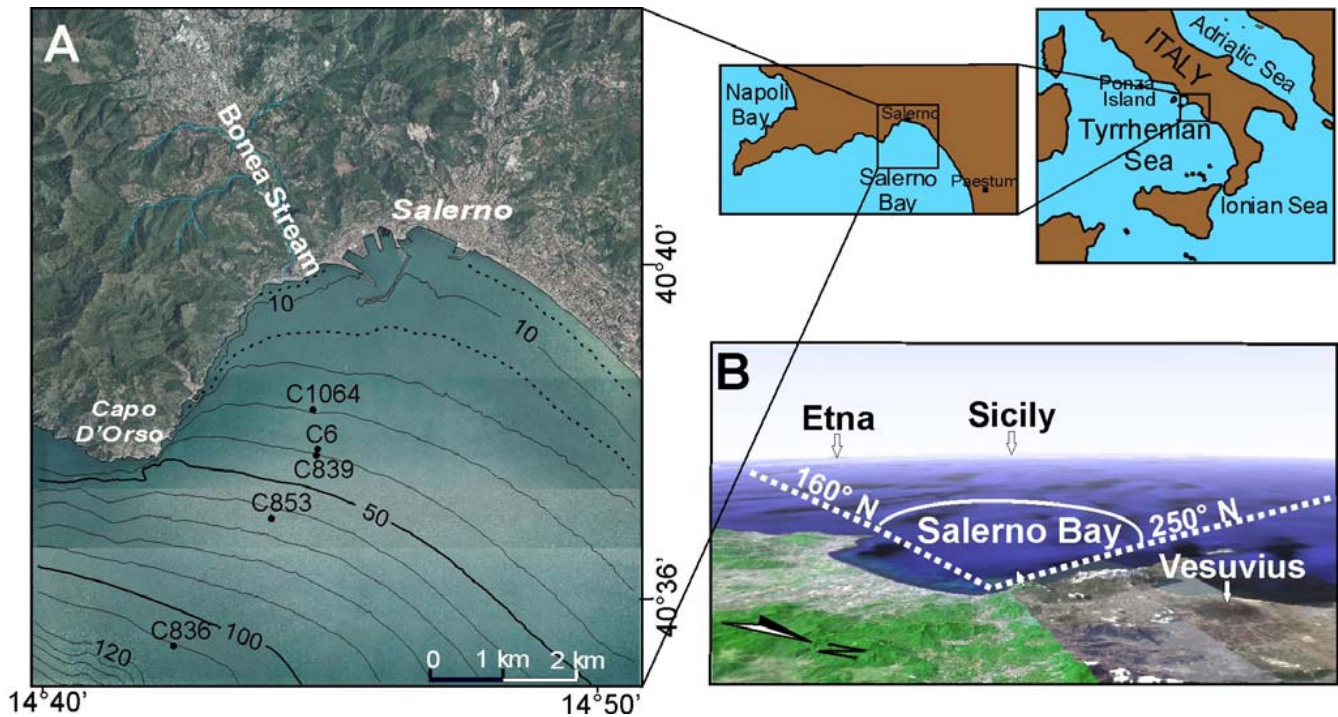 A
Bonea Stream
Salerno
10
10
C1064
Capo
D'Orso
C6
C839
C853
50
C836
100
120
0 1 km 2 km
14°40'
14°50'
40°40'
40°36'
Napoli
Bay
Salerno
Salerno
Bay
Paestum
ITALY
Adriatic Sea
Ponza
Island
Tyrrhenian
Sea
Ionian Sea
B
Etna
Sicily
160° N
250° N
Salerno Bay
Vesuvius
N